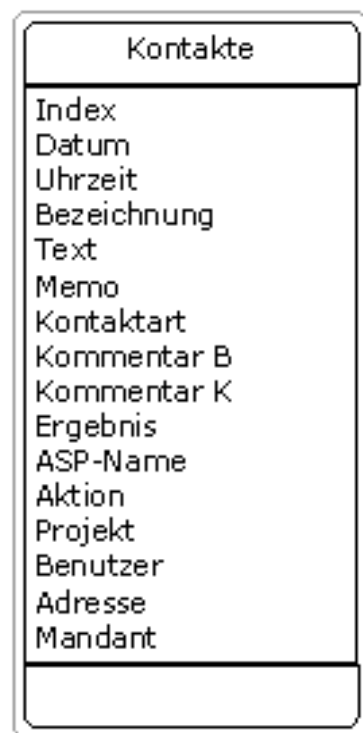 Kontakte
Index
Datum
Uhrzeit
Bezeichnung
Text
Memo
Kontaktart
Kommentar B
Kommentar K
Ergebnis
ASP-Name
Aktion
Projekt
Benutzer
Adresse
Mandant